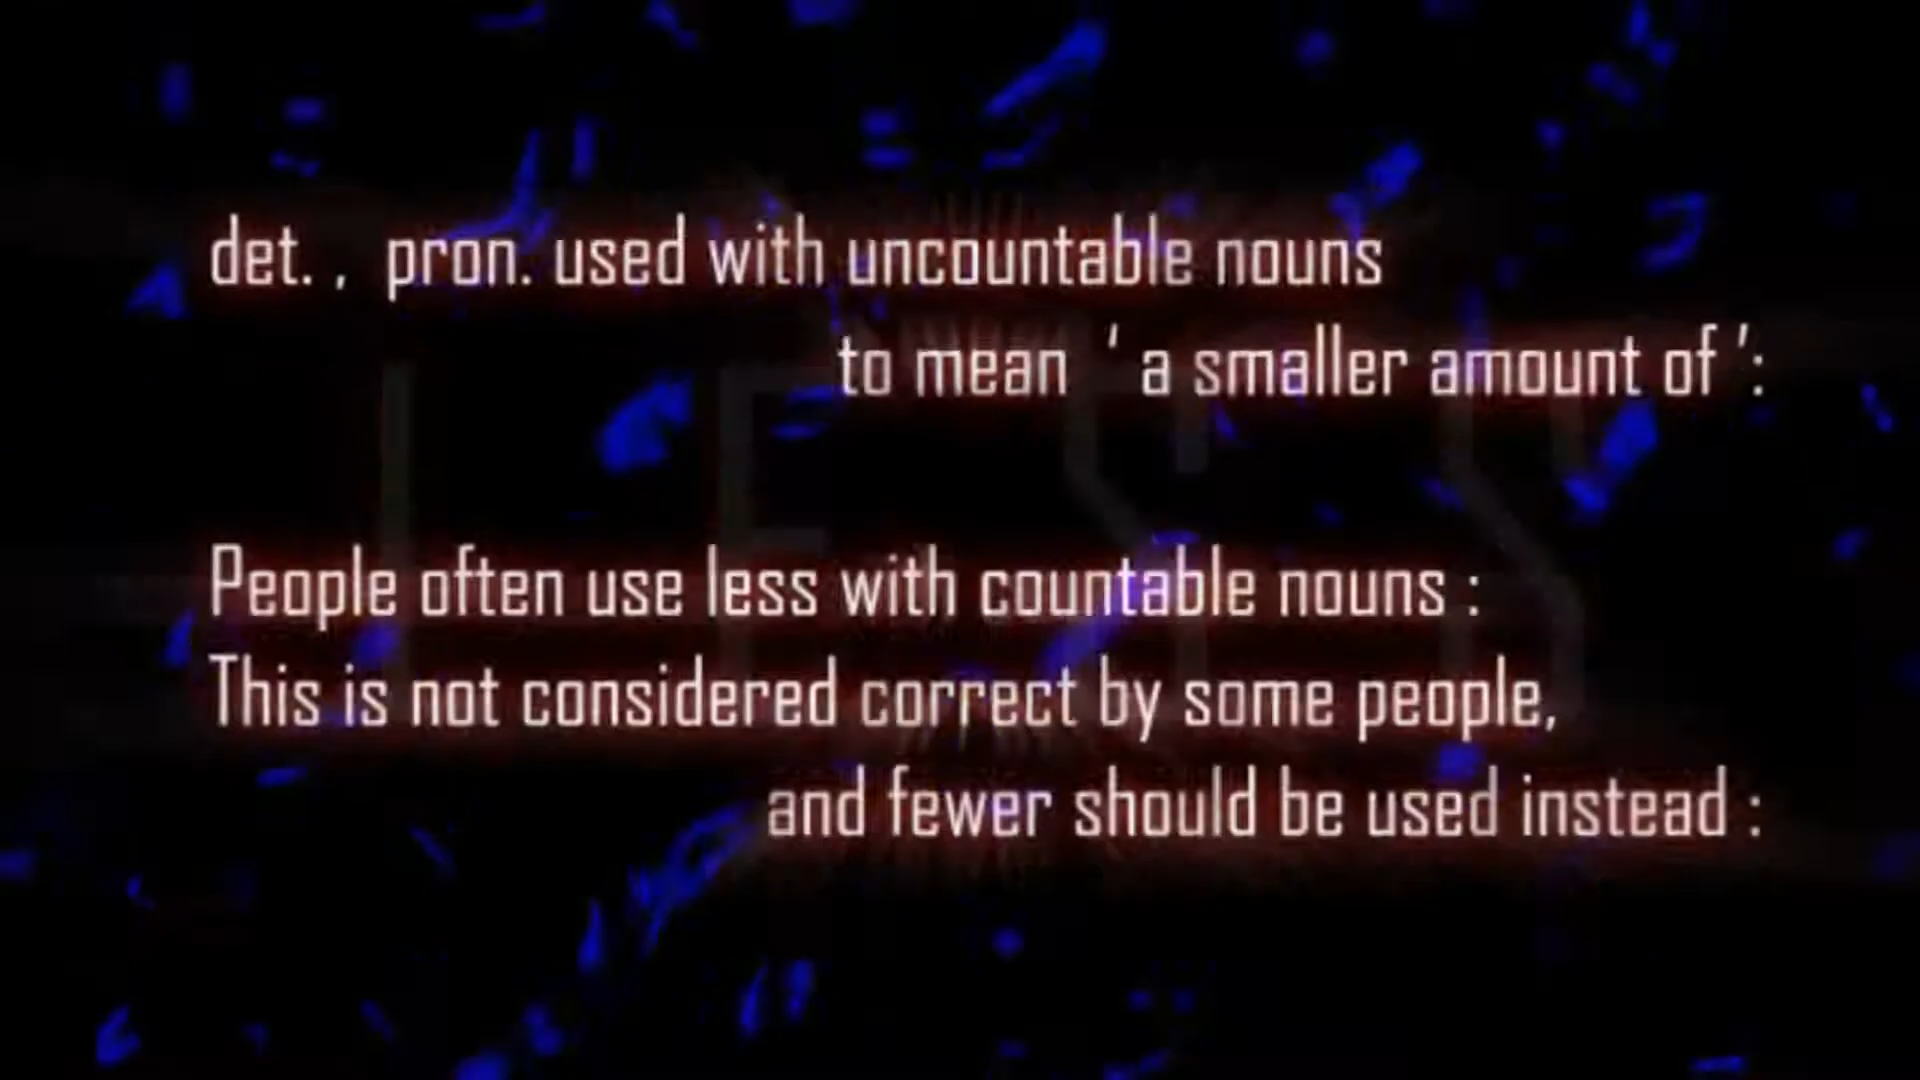 det. , pron. used with uncountable nouns
to mean ' a smaller amount of ':
LESS
People often use less with countable nouns :
This is not considered correct by some people,
and fewer should be used instead :